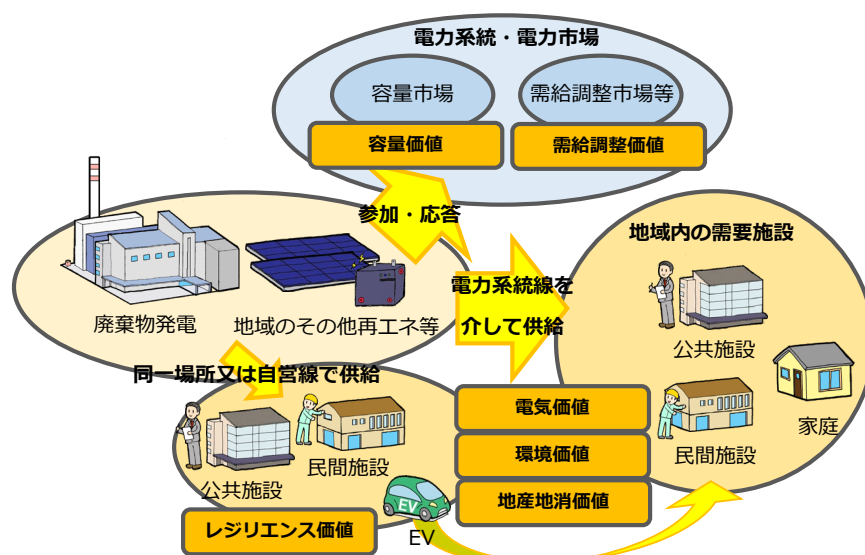 電力系統・電力市場
容量市場
需給調整市場等
容量価値
需給調整価値
参加・応答
廃棄物発電
地域のその他再エネ等
電力系統線を
介して供給
地域内の需要施設
公共施設
家庭
民間施設
同一場所又は自営線で供給
公共施設
民間施設
電気価値
環境価値
地産地消価値
レジリエンス価値
EV
EV